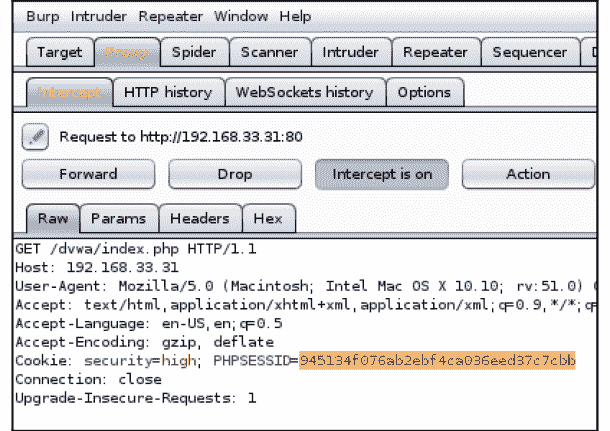 Burp Intruder Repeater Window Help
Target Proxy Spider Scanner Intruder Repeater Sequencer
Intercept HTTP history WebSockets history Options
Request to http://192.168.33.31:80
Forward Drop Intercept is on Action
Raw Params Headers Hex
GET /dvwa/index.php HTTP/1.1
Host: 192.168.33.31
User-Agent: Mozilla/5.0 (Macintosh; Intel Mac OS X 10.10; rv:51.0)
Accept: text/html,application/xhtml+xml,application/xml;q=0.9,*/*;q=
Accept-Language: en-US,en;q=0.5
Accept-Encoding: gzip, deflate
Cookie: security=high; PHPSESSID=945134f076ab2ebf4ca036eed37c7cbb
Connection: close
Upgrade-Insecure-Requests: 1